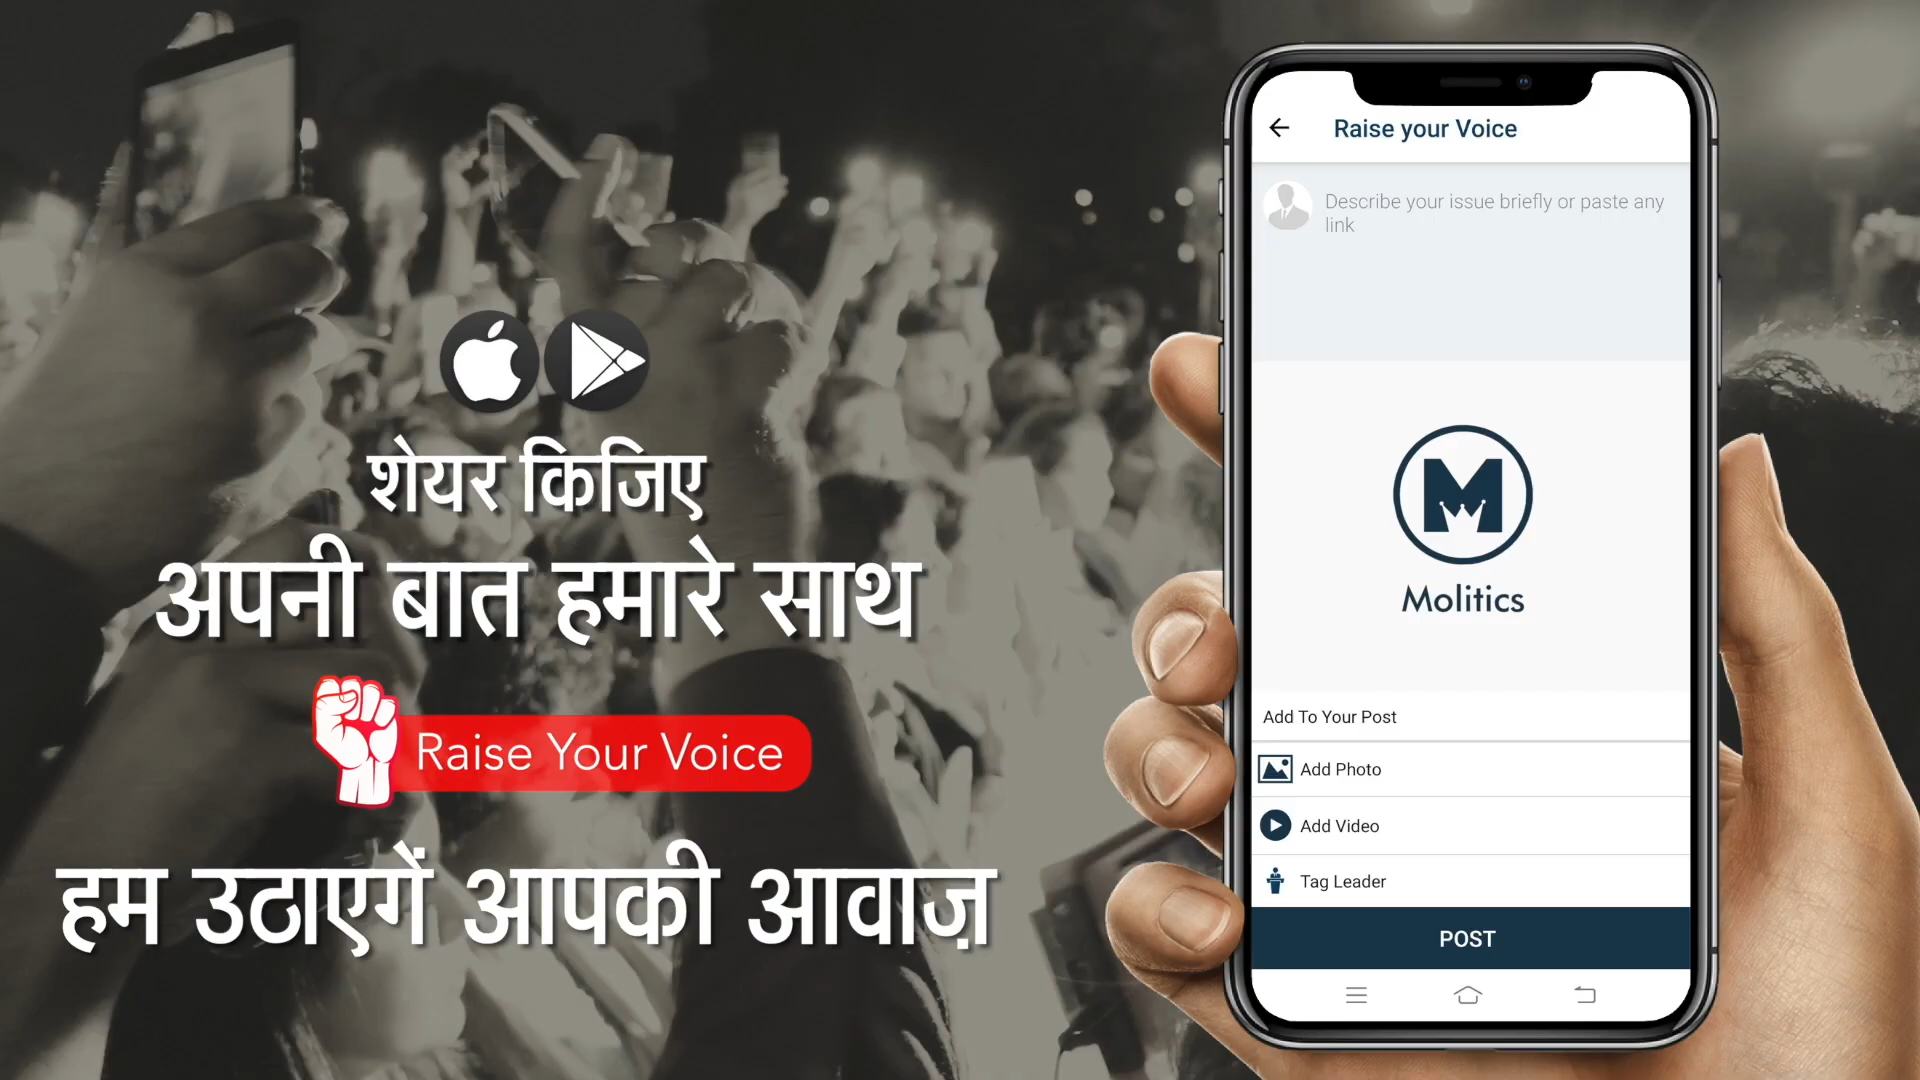 शेयर किजिए
अपनी बात हमारे साथ
Raise Your Voice
हम उठाएगें आपकी आवाज़
Raise your Voice
Describe your issue briefly or paste any
link
Molitics
Add To Your Post
Add Photo
Add Video
Tag Leader
POST